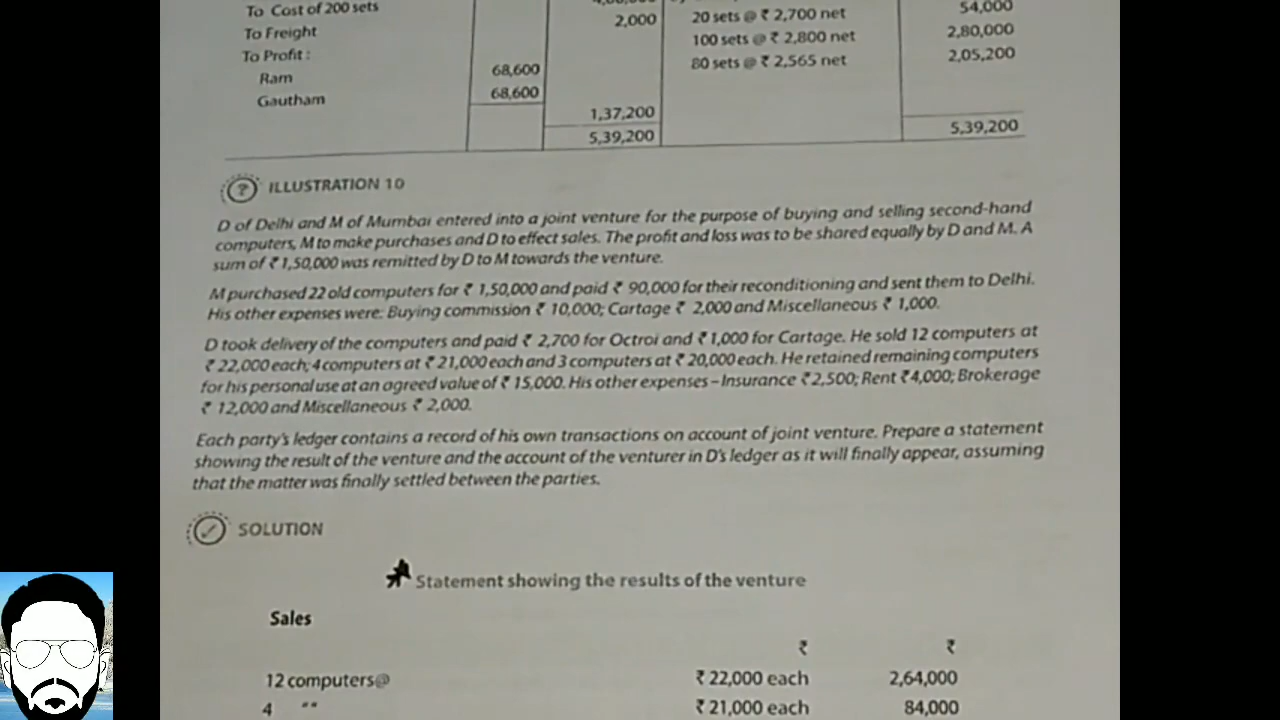 To Cost of 200 sets
To Freight 2,000 20 sets @ ₹ 2,700 net 54,000
To Profit : 100 sets @ ₹ 2,800 net 2,80,000
Ram 68,600 80 sets @ ₹ 2,565 net 2,05,200
Gautham 68,600
1,37,200
5,39,200 5,39,200
? ILLUSTRATION 10
D of Delhi and M of Mumbai entered into a joint venture for the purpose of buying and selling second-hand
computers, M to make purchases and D to effect sales. The profit and loss was to be shared equally by D and M. A
sum of ₹ 1,50,000 was remitted by D to M towards the venture.
M purchased 22 old computers for ₹ 1,50,000 and paid ₹ 90,000 for their reconditioning and sent them to Delhi.
His other expenses were: Buying commission ₹ 10,000; Cartage ₹ 2,000 and Miscellaneous ₹ 1,000.
D took delivery of the computers and paid ₹ 2,700 for Octroi and ₹ 1,000 for Cartage. He sold 12 computers at
₹ 22,000 each; 4 computers at ₹ 21,000 each and 3 computers at ₹ 20,000 each. He retained remaining computers
for his personal use at an agreed value of ₹ 15,000. His other expenses – Insurance ₹ 2,500; Rent ₹ 4,000; Brokerage
₹ 12,000 and Miscellaneous ₹ 2,000.
Each party's ledger contains a record of his own transactions on account of joint venture. Prepare a statement
showing the result of the venture and the account of the venturer in D's ledger as it will finally appear, assuming
that the matter was finally settled between the parties.
SOLUTION
Statement showing the results of the venture
Sales
₹ ₹
12 computers@ ₹ 22,000 each 2,64,000
4 " " ₹ 21,000 each 84,000